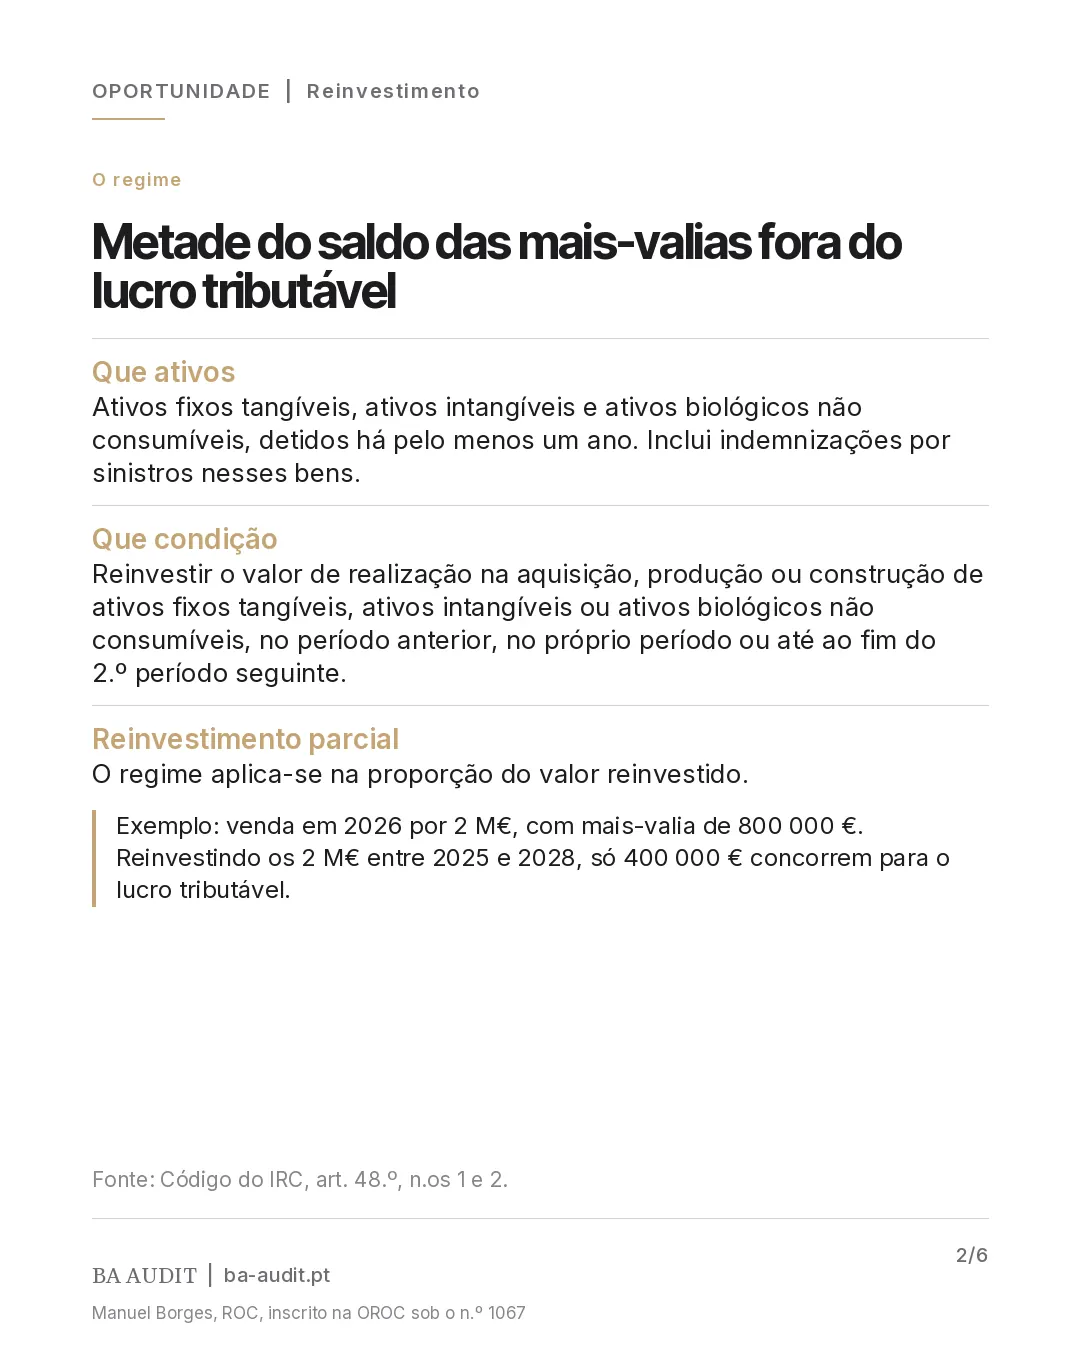 OPORTUNIDADE | Reinvestimento
O regime
Metade do saldo das mais-valias fora do
lucro tributável
Que ativos
Ativos fixos tangíveis, ativos intangíveis e ativos biológicos não
consumíveis, detidos há pelo menos um ano. Inclui indemnizações por
sinistros nesses bens.
Que condição
Reinvestir o valor de realização na aquisição, produção ou construção de
ativos fixos tangíveis, ativos intangíveis ou ativos biológicos não
consumíveis, no período anterior, no próprio período ou até ao fim do
2.º período seguinte.
Reinvestimento parcial
O regime aplica-se na proporção do valor reinvestido.
Exemplo: venda em 2026 por 2 M€, com mais-valia de 800 000 €.
Reinvestindo os 2 M€ entre 2025 e 2028, só 400 000 € concorrem para o
lucro tributável.
Fonte: Código do IRC, art. 48.º, n.os 1 e 2.
2/6
BA AUDIT | ba-audit.pt
Manuel Borges, ROC, inscrito na OROC sob o n.º 1067